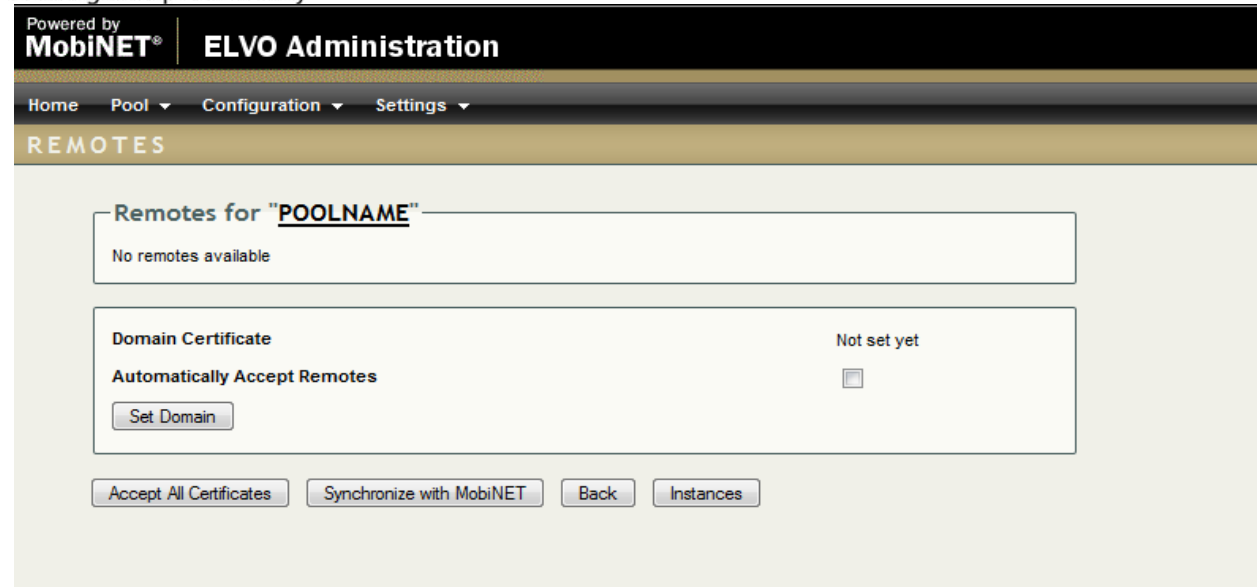 Powered by
MobiNET® ELVO Administration
Home Pool Configuration Settings
REMOTES
Remotes for "POOLNAME"
No remotes available
Domain Certificate Not set yet
Automatically Accept Remotes
Set Domain
Accept All Certificates Synchronize with MobiNET Back Instances